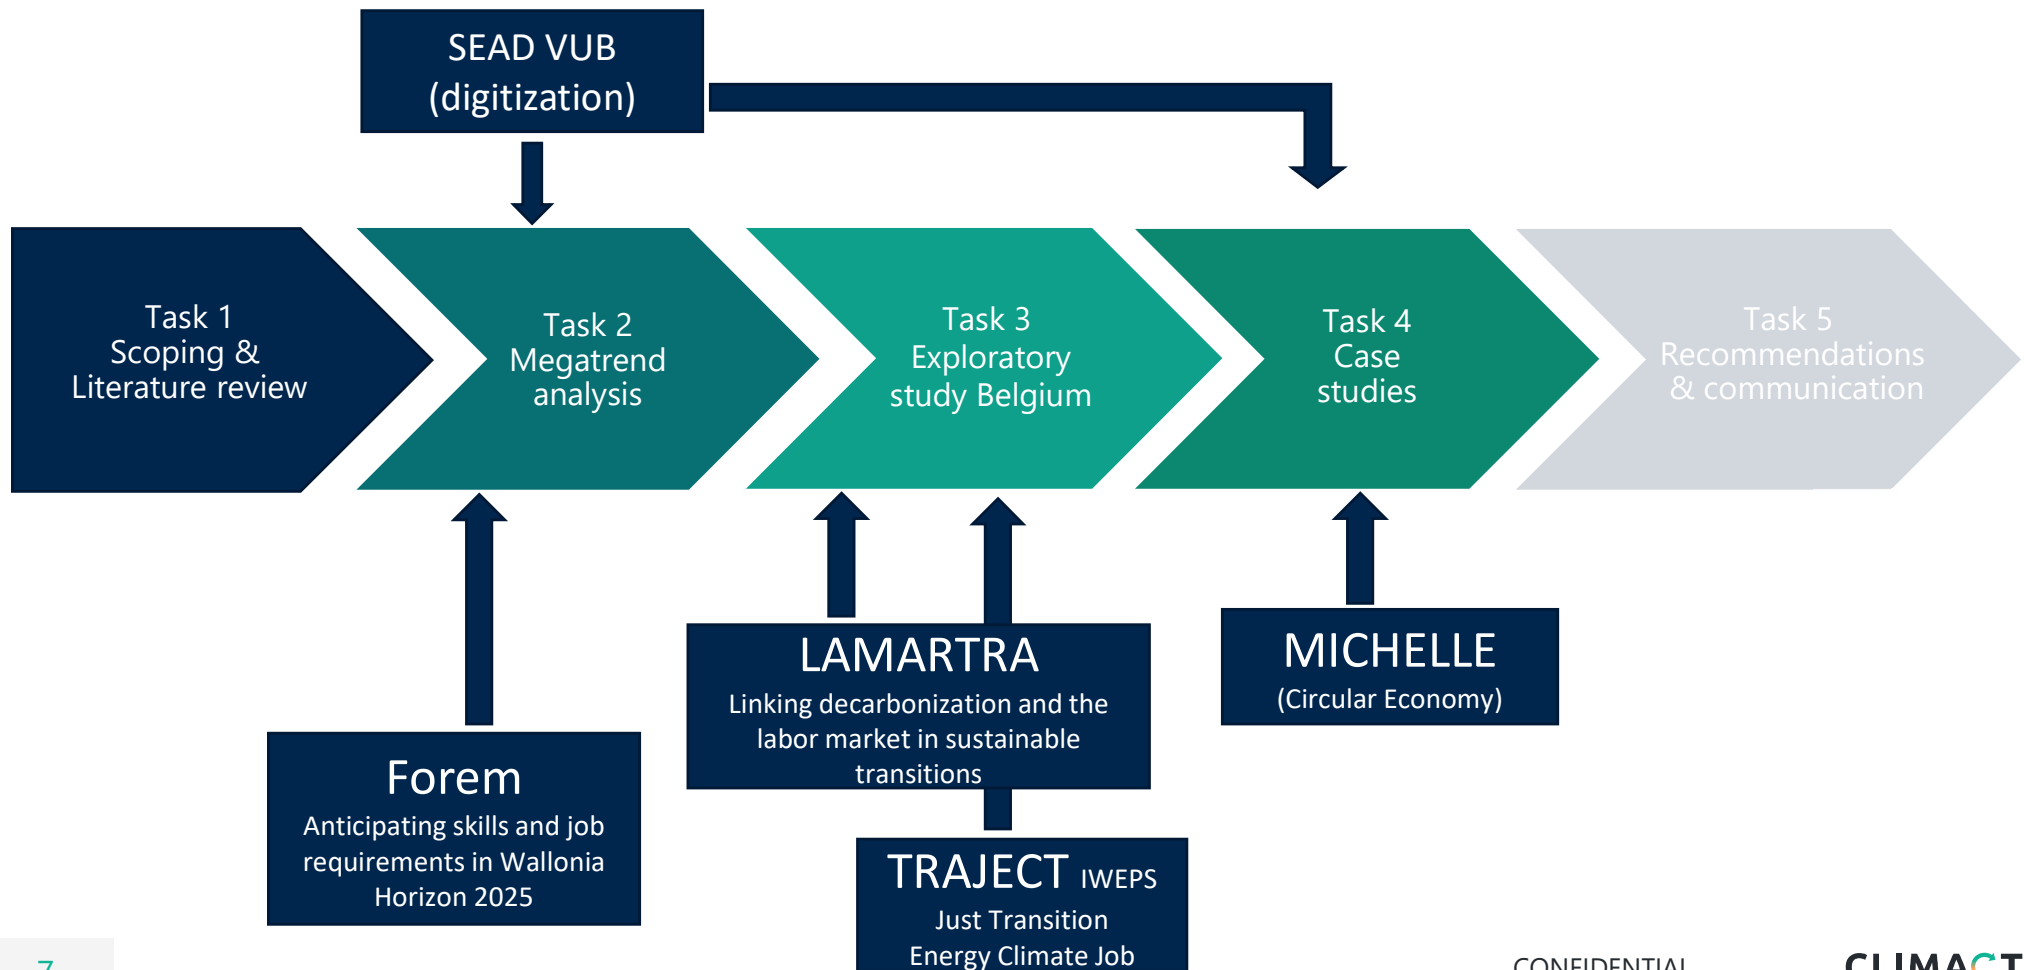 SEAD VUB
(digitization)
Task 1
Scoping &
Literature review
Task 2
Megatrend
analysis
Task 3
Exploratory
study Belgium
Task 4
Case
studies
Task 5
Recommendations
& communication
LAMARTRA
Linking decarbonization and the
labor market in sustainable
transitions
MICHELLE
(Circular Economy)
Forem
Anticipating skills and job
requirements in Wallonia
Horizon 2025
TRAJECT IWEPS
Just Transition
Energy Climate Job
7
CONFIDENTIAL
CLIMACT